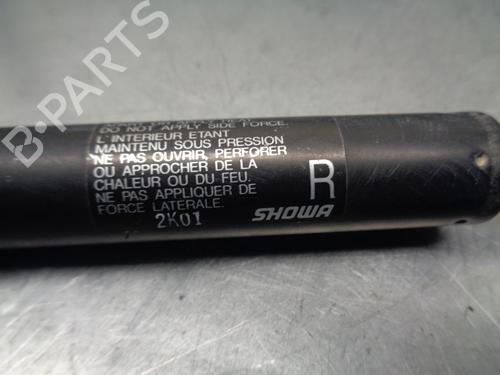 DO NOT APPLY SIDE FORCE.
L'INTERIEUR ETANT
MAINTENU SOUS PRESSION
NE PAS OUVRIR, PERFORER
OU APPROCHER DE LA
CHALEUR OU DU FEU.
NE PAS APPLIQUER DE
FORCE LATERALE.
2K01
R
SHOWA
B-PARTS